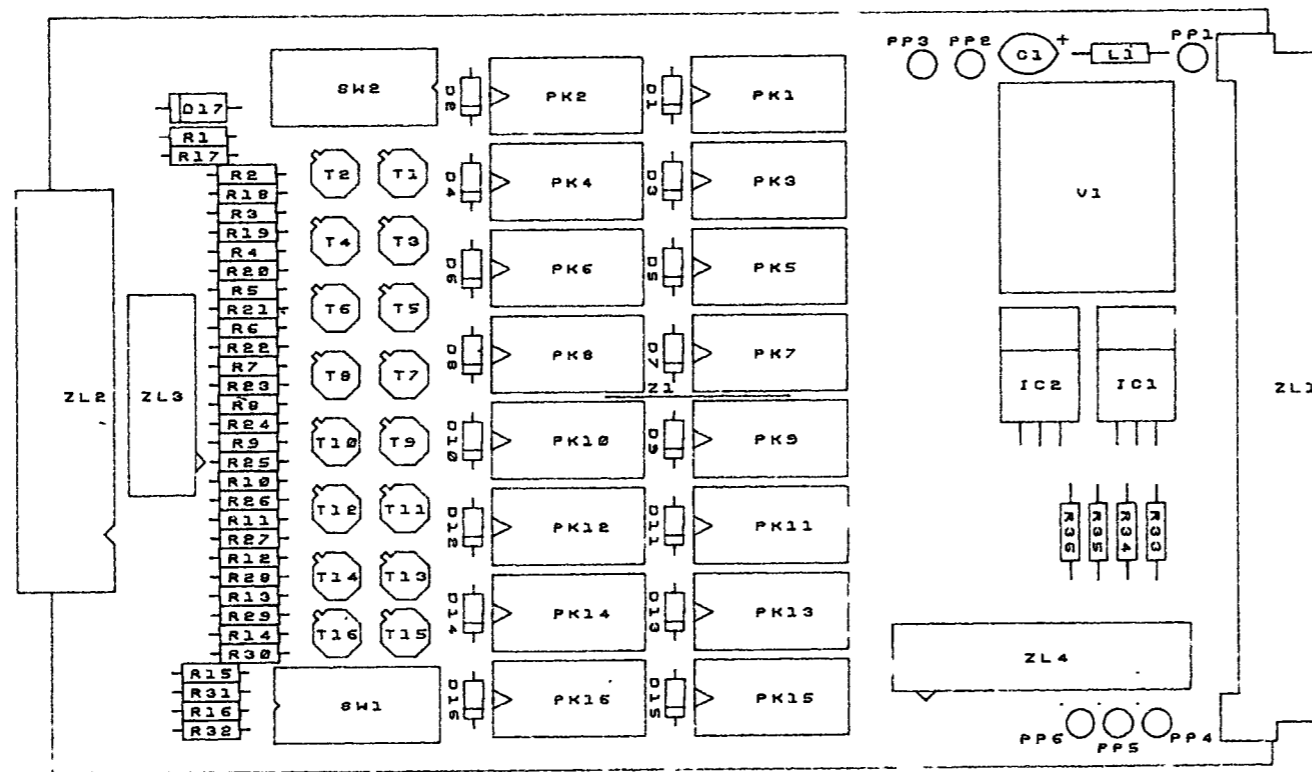 PP3 PP2 C1 + L1 PP1
SW2 D2 PK2 D1 PK1
D17
R1
R17
R2 T2 T1 D4 PK4 D3 PK3 V1
R18
R3
R19 T4 T3
R4
R20 D6 PK6 D5 PK5
R5
R21 T6 T5
R6
R22 D8 PK8 D7 PK7
R7 T8 T7
R23 IC2 IC1
ZL2 ZL3 N1 ZL1
R8
R24
R9 T10 T9 D10 PK10 D9 PK9
R25
R10
R26 T12 T11
R11 D12 PK12 D11 PK11 R36 R35 R34 R33
R27
R12
R28 T14 T13
R13
R29 D14 PK14 D13 PK13
R14 T16 T15
R30
ZL4
R15
R31
R16 SW1 D16 PK16 D15 PK15
R32
PP6 PP5 PP4